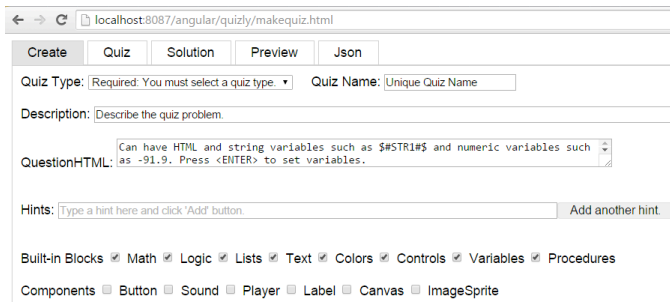 localhost:8087/angular/quizly/makequiz.html
Create Quiz Solution Preview Json
Quiz Type: Required: You must select a quiz type. Quiz Name: Unique Quiz Name
Description: Describe the quiz problem.
Can have HTML and string variables such as $#STR1#$ and numeric variables such
as -91.9. Press <ENTER> to set variables.
QuestionHTML:
Hints: Type a hint here and click 'Add' button. Add another hint.
Built-in Blocks Math Logic Lists Text Colors Controls Variables Procedures
Components Button Sound Player Label Canvas ImageSprite